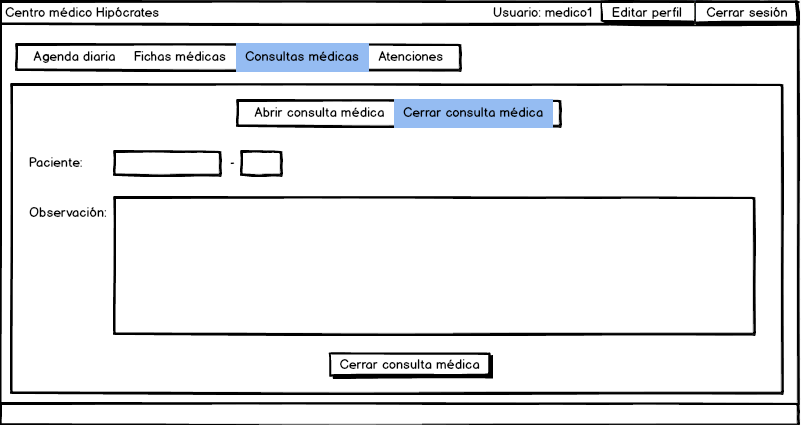 Centro médico Hipócrates Usuario: medico1 Editar perfil Cerrar sesión
Agenda diaria Fichas médicas Consultas médicas Atenciones
Abrir consulta médica Cerrar consulta médica
Paciente: -
Observación:
Cerrar consulta médica